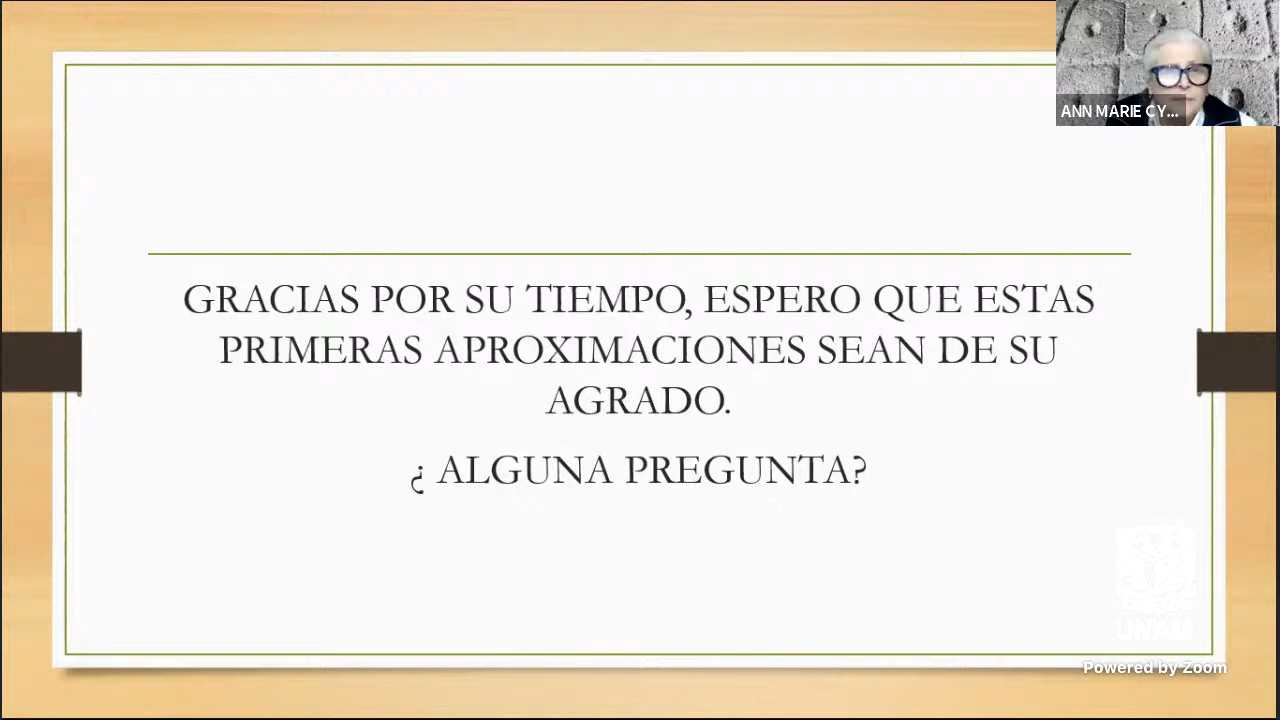 ANN MARIE CY...
GRACIAS POR SU TIEMPO, ESPERO QUE ESTAS
PRIMERAS APROXIMACIONES SEAN DE SU
AGRADO.
¿ ALGUNA PREGUNTA?
UNAM
Powered by Zoom